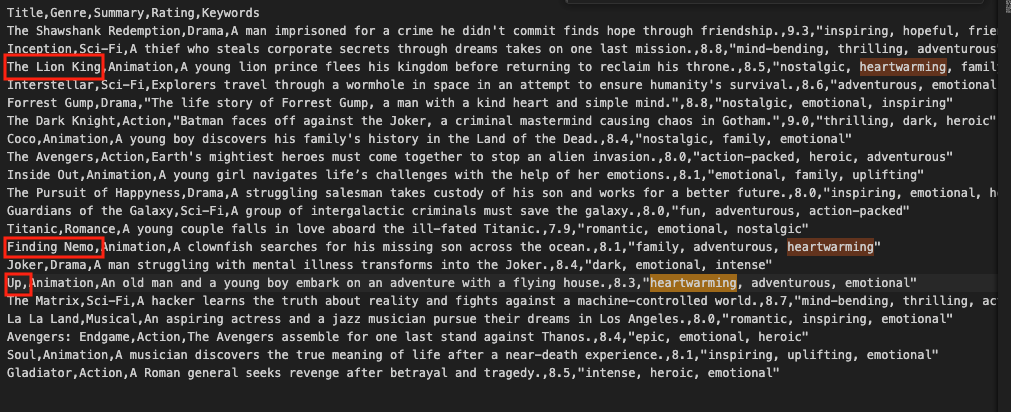 Title,Genre,Summary,Rating,Keywords
The Shawshank Redemption,Drama,A man imprisoned for a crime he didn't commit finds hope through friendship.,9.3,"inspiring, hopeful,
Inception,Sci-Fi,A thief who steals corporate secrets through dreams takes on one last mission.,8.8,"mind-bending, thrilling, adventurous
The Lion King,Animation,A young lion prince flees his kingdom before returning to reclaim his throne.,8.5,"nostalgic, heartwarming,
Interstellar,Sci-Fi,Explorers travel through a wormhole in space in an attempt to ensure humanity's survival.,8.6,"adventurous, emotional
Forrest Gump,Drama,"The life story of Forrest Gump, a man with a kind heart and simple mind.",8.8,"nostalgic, emotional, inspiring"
The Dark Knight,Action,"Batman faces off against the Joker, a criminal mastermind causing chaos in Gotham.",9.0,"thrilling, dark, heroic"
Coco,Animation,A young boy discovers his family's history in the Land of the Dead.,8.4,"nostalgic, family, emotional"
The Avengers,Action,Earth's mightiest heroes must come together to stop an alien invasion.,8.0,"action-packed, heroic, adventurous"
Inside Out,Animation,A young girl navigates life’s challenges with the help of her emotions.,8.1,"emotional, family, uplifting"
The Pursuit of Happyness,Drama,A struggling salesman takes custody of his son and works for a better future.,8.0,"inspiring, emotional,
Guardians of the Galaxy,Sci-Fi,A group of intergalactic criminals must save the galaxy.,8.0,"fun, adventurous, action-packed"
Titanic,Romance,A young couple falls in love aboard the ill-fated Titanic.,7.9,"romantic, emotional, nostalgic"
Finding Nemo,Animation,A clownfish searches for his missing son across the ocean.,8.1,"family, adventurous, heartwarming"
Joker,Drama,A man struggling with mental illness transforms into the Joker.,8.4,"dark, emotional, intense"
Up,Animation,An old man and a young boy embark on an adventure with a flying house.,8.3,"heartwarming, adventurous, emotional"
The Matrix,Sci-Fi,A hacker learns the truth about reality and fights against a machine-controlled world.,8.7,"mind-bending, thrilling,
La La Land,Musical,An aspiring actress and a jazz musician pursue their dreams in Los Angeles.,8.0,"romantic, inspiring, emotional"
Avengers: Endgame,Action,The Avengers assemble for one last stand against Thanos.,8.4,"epic, emotional, heroic"
Soul,Animation,A musician discovers the true meaning of life after a near-death experience.,8.1,"inspiring, uplifting, emotional"
Gladiator,Action,A Roman general seeks revenge after betrayal and tragedy.,8.5,"intense, heroic, emotional"